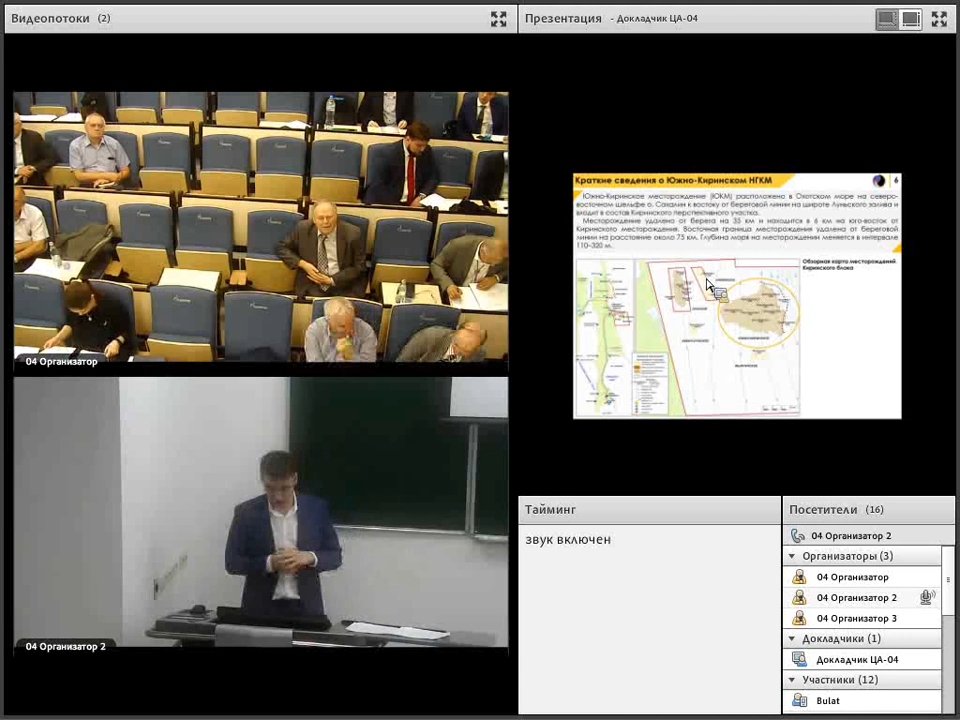 Видеопотоки (2)
Презентация - Докладчик ЦА-04
04 Организатор
04 Организатор 2
Краткие сведения о Южно-Киринском НГКМ
6
Южно-Киринское месторождение (ЮКМ) расположено в Охотском море на северо-
восточном шельфе о. Сахалин к востоку от береговой линии на широте Луньского залива и
входит в состав Киринского перспективного участка.
Месторождение удалено от берега на 35 км и находится в 6 км на юго-восток от
Киринского месторождения. Восточная граница месторождения удалена от береговой
линии на расстояние около 75 км. Глубина моря на месторождении меняется в интервале
110–320 м.
Обзорная карта месторождений
Киринского блока
Тайминг
звук включен
Посетители (16)
04 Организатор 2
Организаторы (3)
04 Организатор
04 Организатор 2
04 Организатор 3
Докладчики (1)
Докладчик ЦА-04
Участники (12)
Bulat